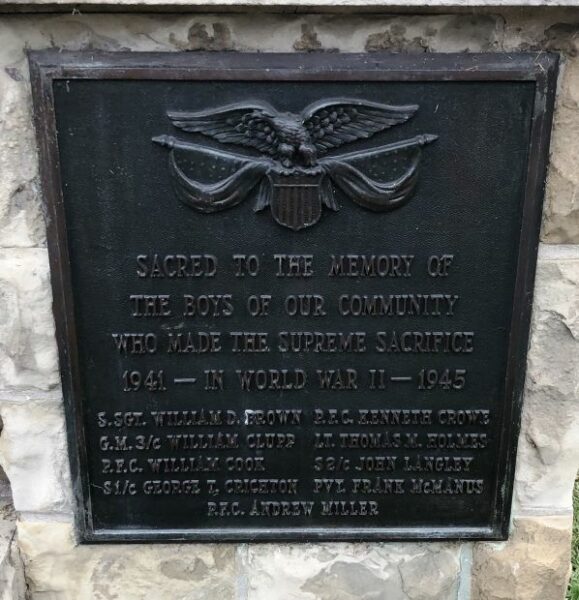 SACRED TO THE MEMORY OF
THE BOYS OF OUR COMMUNITY
WHO MADE THE SUPREME SACRIFICE
1941 — IN WORLD WAR II — 1945
S. SGT. WILLIAM D. BROWN P.F.C. KENNETH CROWE
G.M. 3/c WILLIAM CLUPP LT. THOMAS M. HOLMES
P.F.C. WILLIAM COOK S2/c JOHN LANGLEY
S1/c GEORGE T. CRICHTON PVT. FRANK McMANUS
P.F.C. ANDREW MILLER